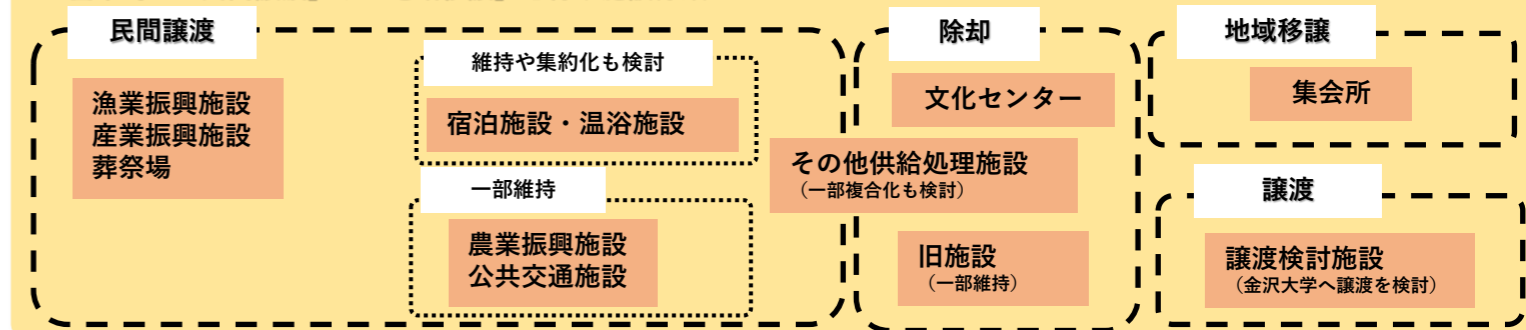 民間譲渡
漁業振興施設
産業振興施設
葬祭場
維持や集約化も検討
宿泊施設・温浴施設
一部維持
農業振興施設
公共交通施設
除却
文化センター
その他供給処理施設
（一部複合化も検討）
旧施設
（一部維持）
地域移譲
集会所
譲渡
譲渡検討施設
（金沢大学へ譲渡を検討）